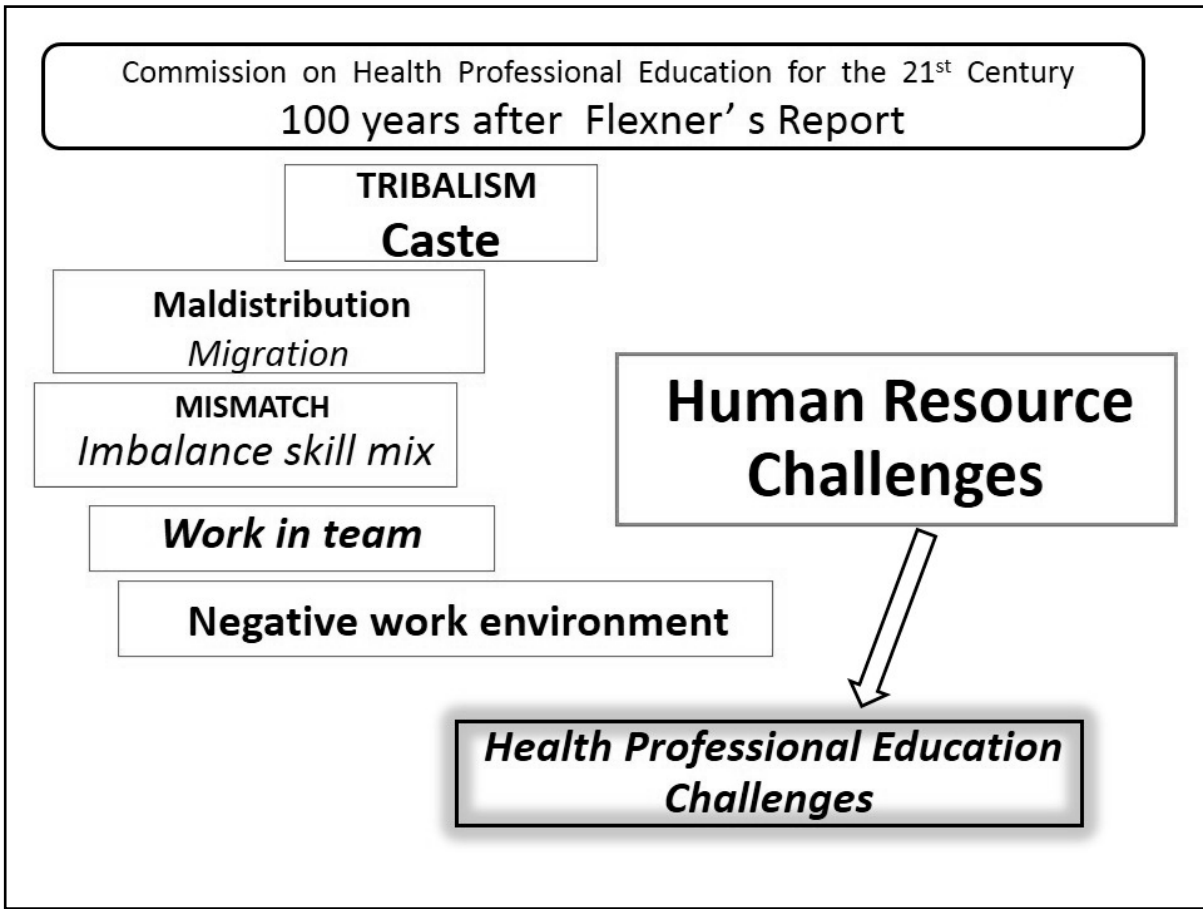 Commission on Health Professional Education for the 21st Century
100 years after Flexner’ s Report
TRIBALISM
Caste
Maldistribution
Migration
MISMATCH
Imbalance skill mix
Work in team
Negative work environment
Human Resource
Challenges
Health Professional Education
Challenges